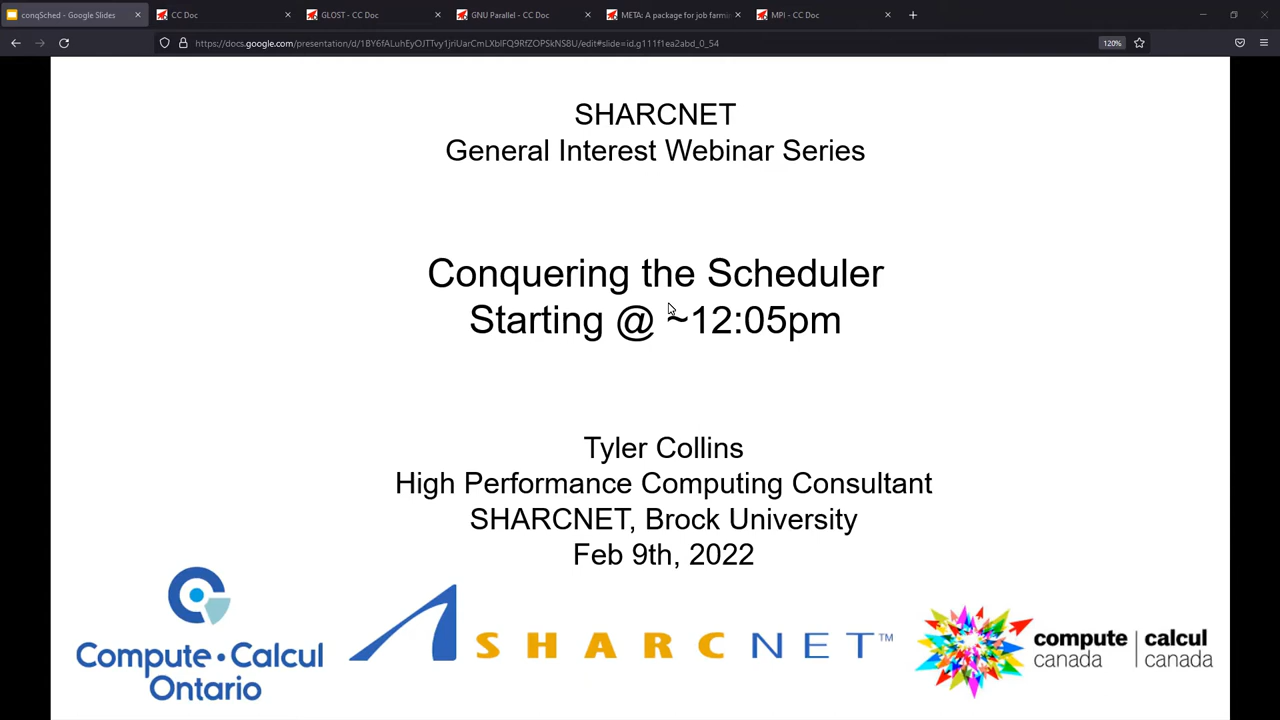 conqSched - Google Slides
CC Doc
GLOST - CC Doc
GNU Parallel - CC Doc
META: A package for job farmi
MPI - CC Doc
https://docs.google.com/presentation/d/1BY6fALuhEyOJTTvy1jriUarCmLXbIFQ9RfZOPSkNS8U/edit#slide=id.g111f1ea2abd_0_54
120%
SHARCNET
General Interest Webinar Series
Conquering the Scheduler
Starting @ ~12:05pm
Tyler Collins
High Performance Computing Consultant
SHARCNET, Brock University
Feb 9th, 2022
Compute • Calcul
Ontario
SHARCNET™
compute | calcul
canada | canada